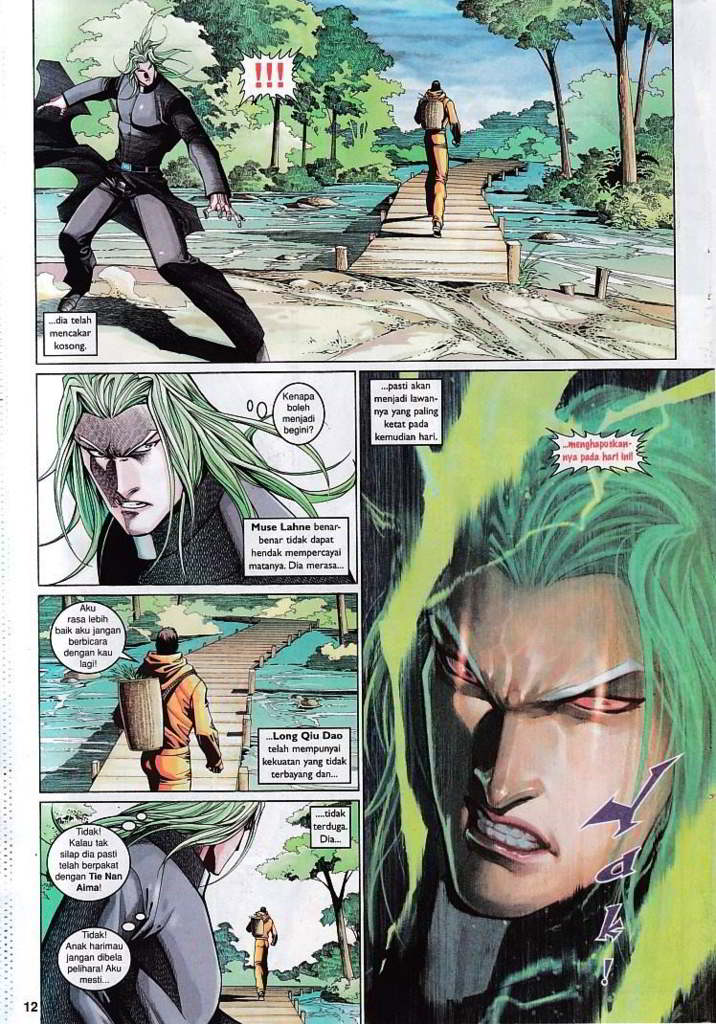 !!!
...dia telah
mencakar
kosong.
Kenapa
boleh
menjadi
begini?
Muse Lahne benar-
benar tidak dapat
hendak mempercayai
matanya. Dia merasa...
Aku
rasa lebih
baik aku jangan
berbicara
dengan kau
lagi!
...Long Qiu Dao
telah mempunyai
kekuatan yang tidak
terbayang dan...
....tidak
terduga.
Dia...
Tidak!
Kalau tak
silap dia pasti
telah berpakat
dengan Tie Nan
Aima!
Tidak!
Anak harimau
jangan dibela
pelihara! Aku
mesti...
...pasti akan
menjadi lawan-
nya yang paling
ketat pada
kemudian hari.
...menghapuskan-
nya pada hari ini!
Yak!
12